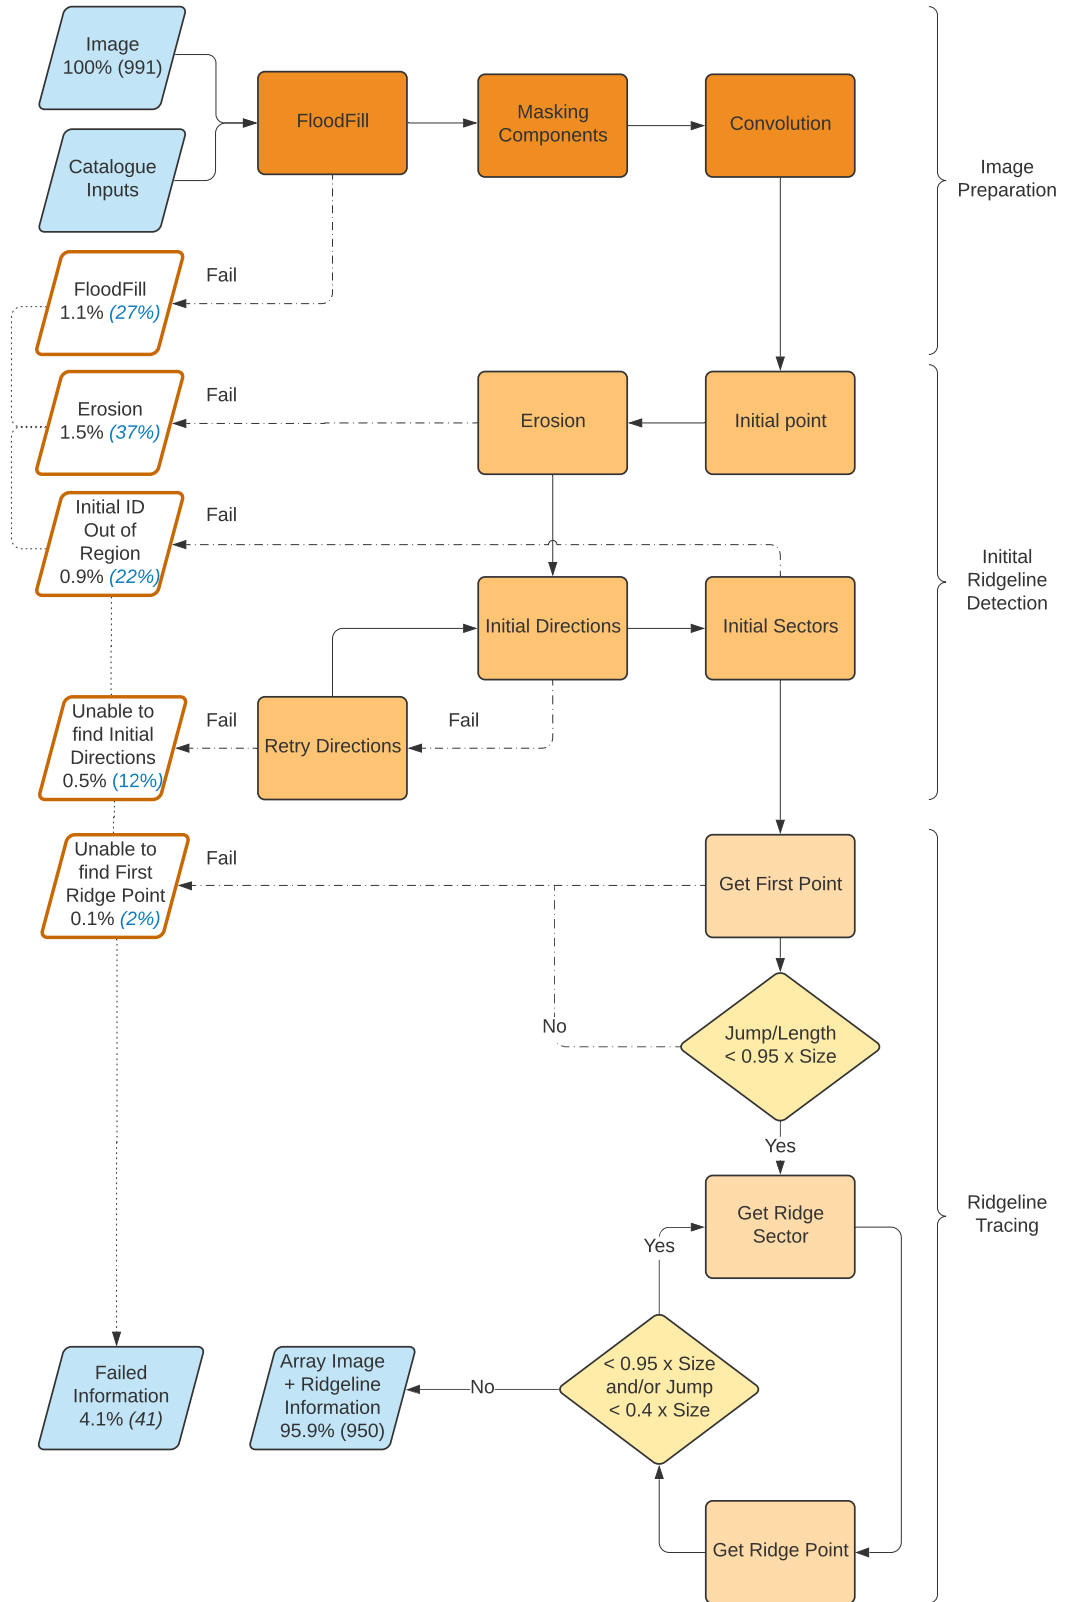 Image
100% (991)
Catalogue
Inputs
FloodFill
Masking
Components
Convolution
Image
Preparation
Fail
FloodFill
1.1% (27%)
Fail
Erosion
1.5% (37%)
Erosion
Initial point
Fail
Initial ID
Out of
Region
0.9% (22%)
Initital
Ridgeline
Detection
Initial Directions
Initial Sectors
Unable to
find Initial
Directions
0.5% (12%)
Fail
Retry Directions
Fail
Unable to
find First
Ridge Point
0.1% (2%)
Fail
Get First Point
No
Jump/Length
< 0.95 x Size
Yes
Get Ridge
Sector
Ridgeline
Tracing
Yes
< 0.95 x Size
and/or Jump
< 0.4 x Size
No
Array Image
+ Ridgeline
Information
95.9% (950)
Failed
Information
4.1% (41)
Get Ridge Point